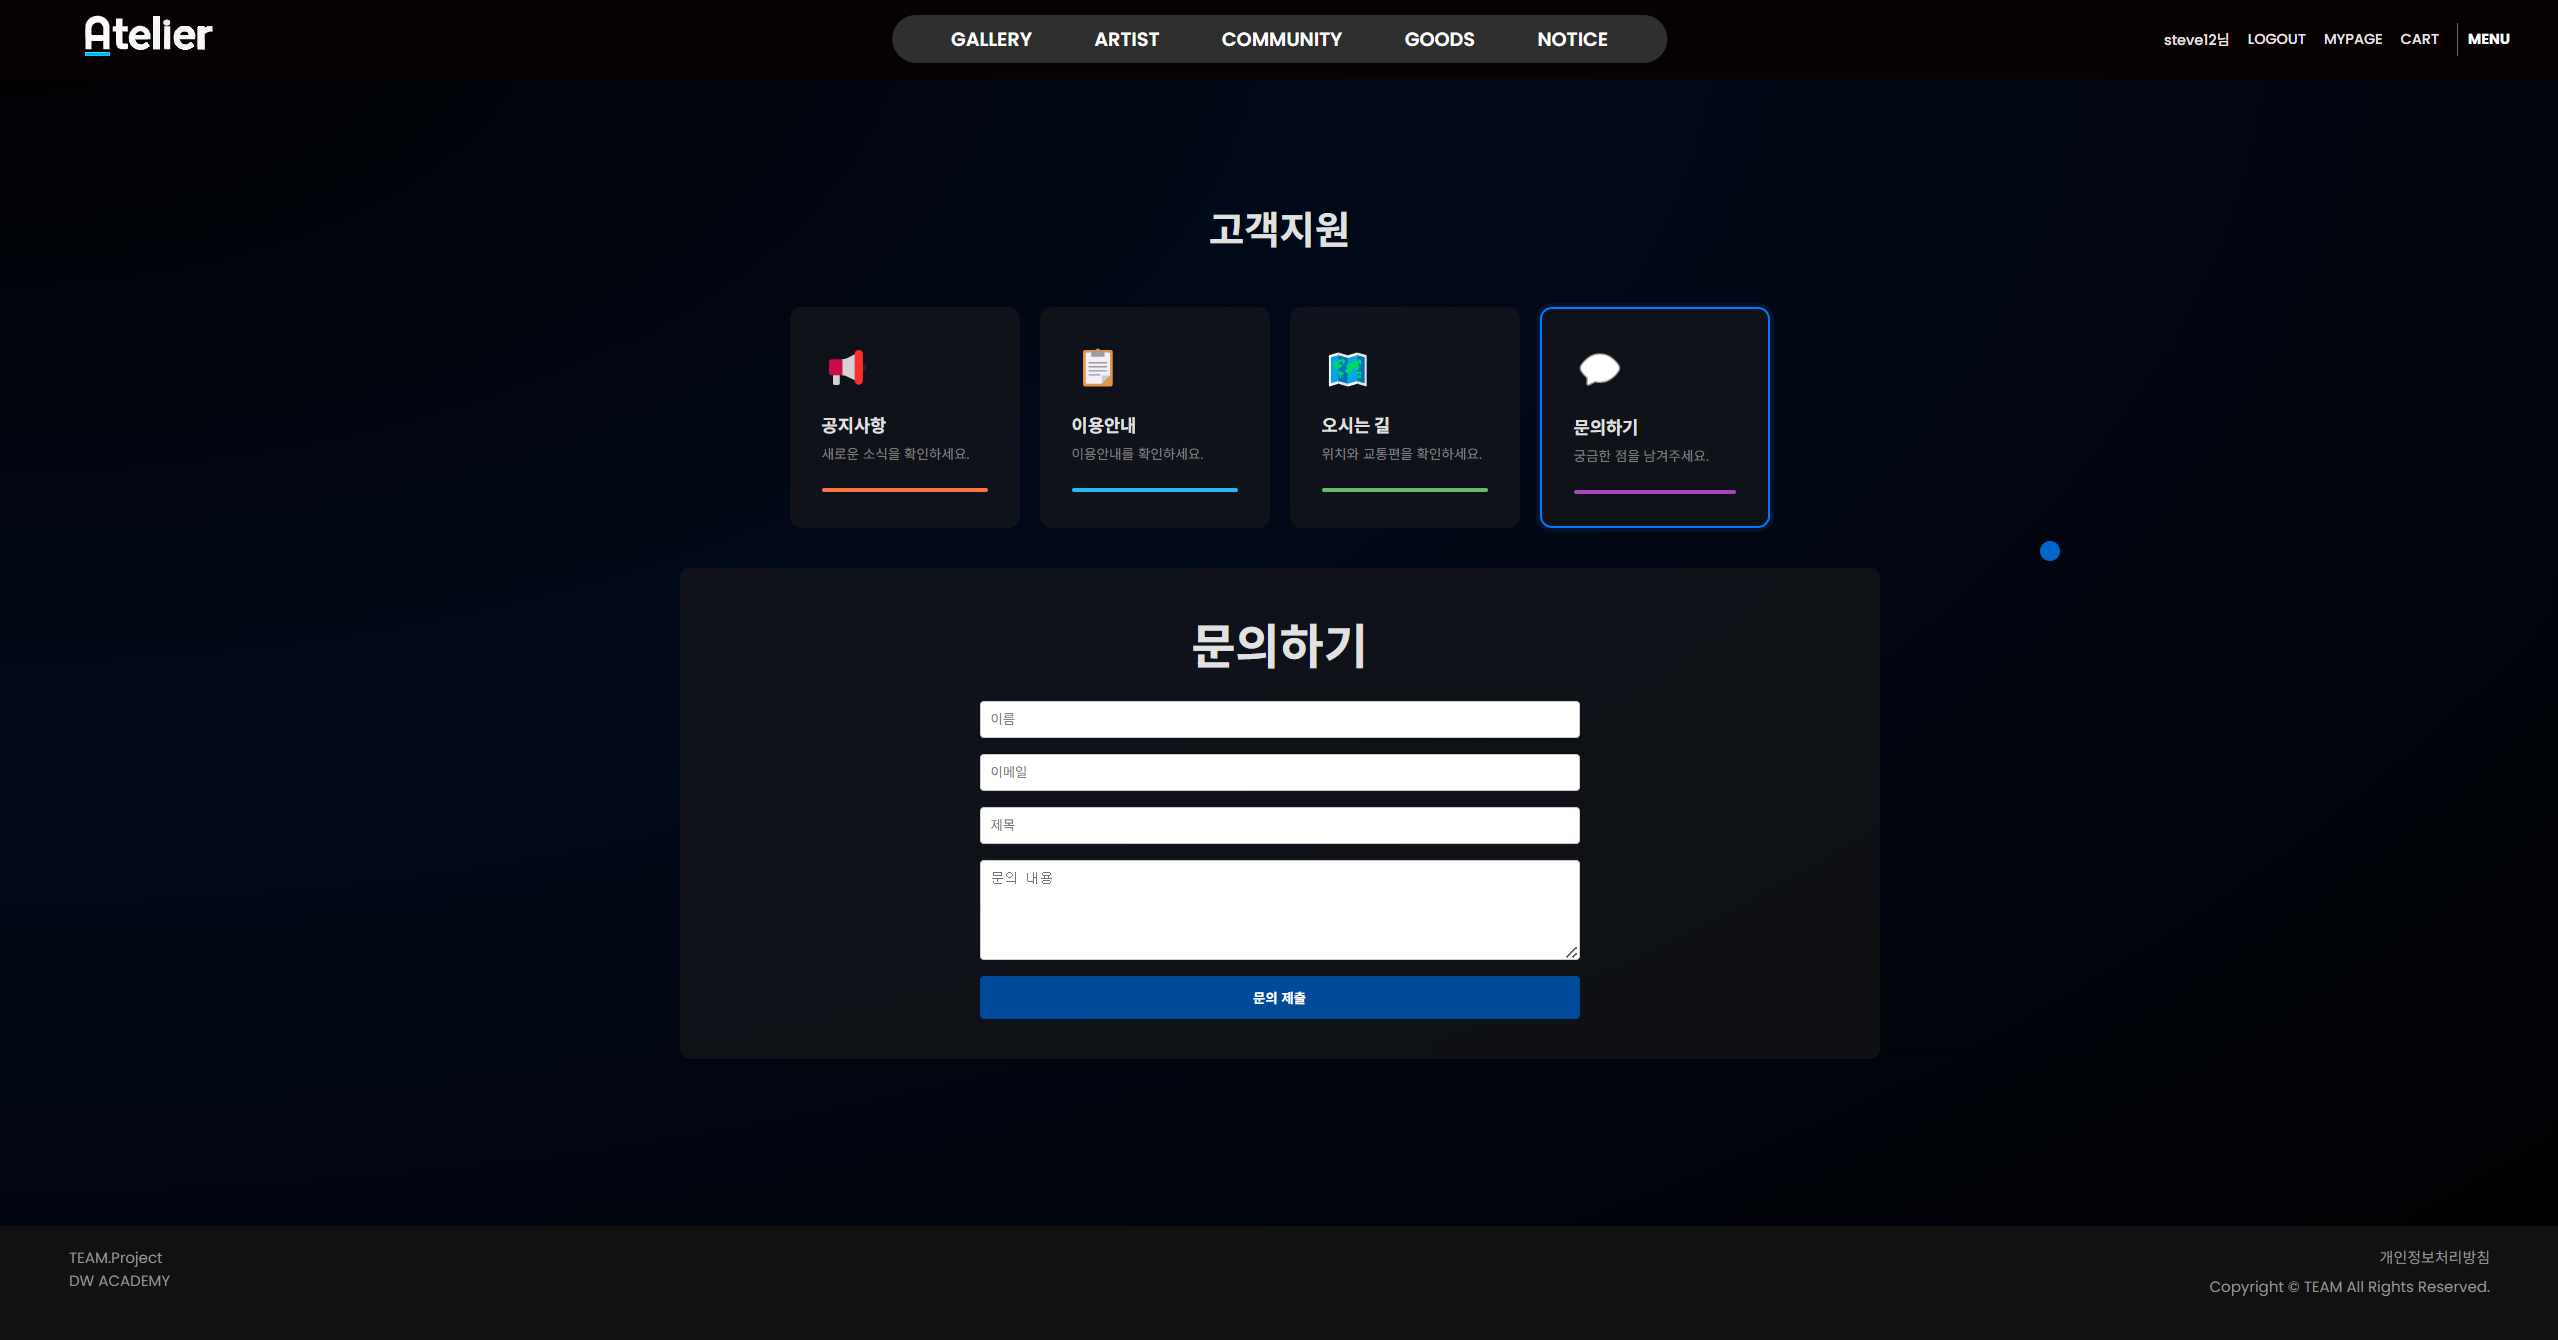 Atelier
GALLERY ARTIST COMMUNITY GOODS NOTICE
steve12님 LOGOUT MYPAGE CART MENU
고객지원
공지사항
새로운 소식을 확인하세요.
이용안내
이용안내를 확인하세요.
오시는 길
위치와 교통편을 확인하세요.
문의하기
궁금한 점을 남겨주세요.
문의하기
이름
이메일
제목
문의 내용
문의 제출
TEAM.Project
DW ACADEMY
개인정보처리방침
Copyright © TEAM All Rights Reserved.